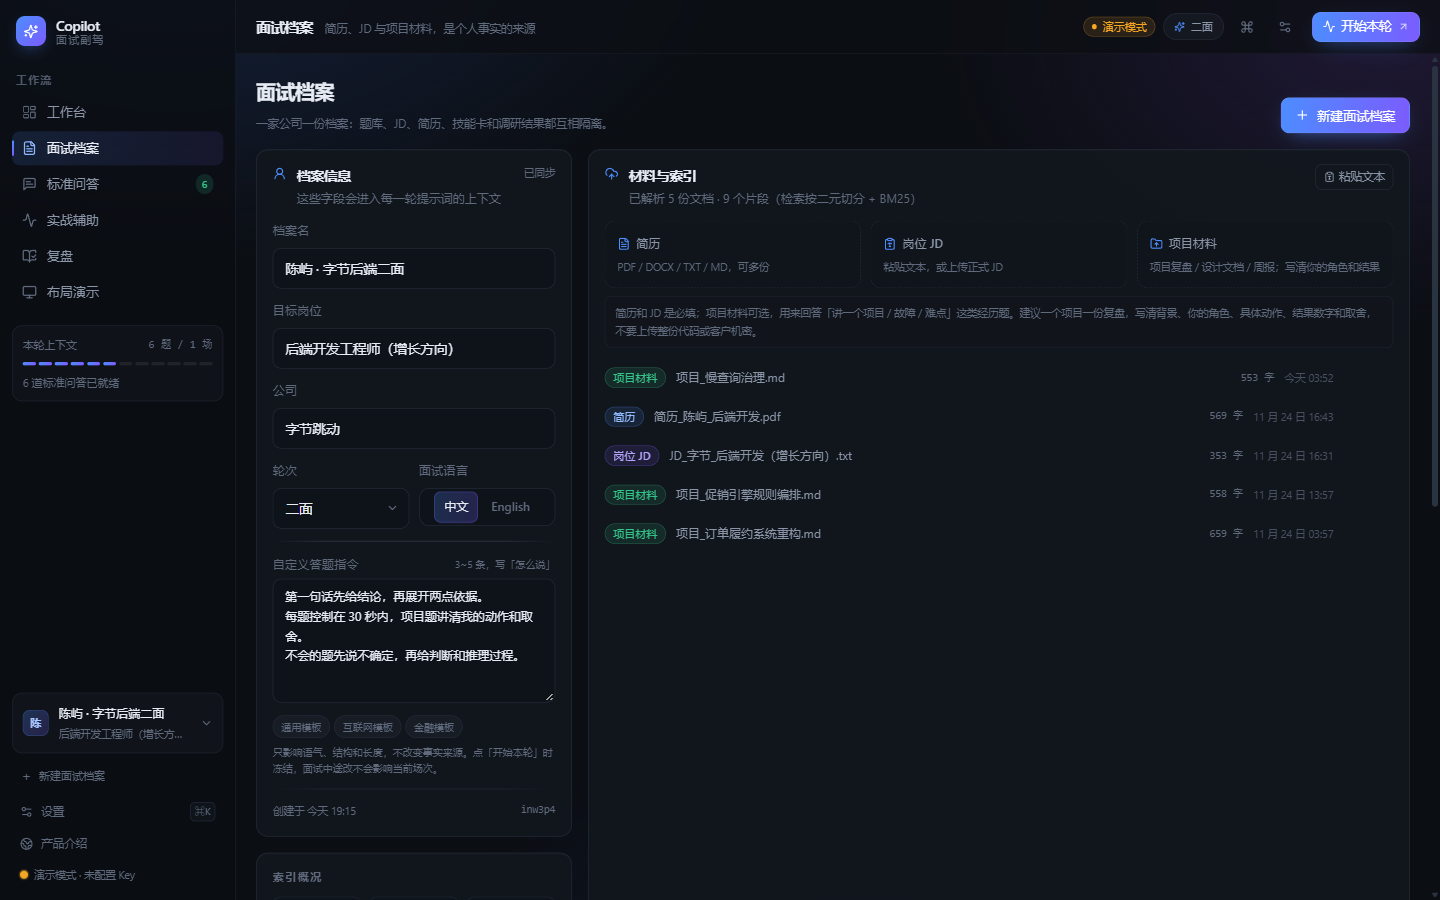 Copilot
面试副驾
工作流
工作台
面试档案
标准问答
6
实战辅助
复盘
布局演示
本轮上下文
6 题 / 1 场
6 道标准问答已就绪
陈
陈屿 · 字节后端二面
后端开发工程师（增长方...
+ 新建面试档案
设置
⌘K
产品介绍
演示模式 · 未配置 Key
面试档案
简历、JD 与项目材料，是个人事实的来源
演示模式
二面
⌘
开始本轮
面试档案
一家公司一份档案：题库、JD、简历、技能卡和调研结果都互相隔离。
+ 新建面试档案
档案信息
已同步
这些字段会进入每一轮提示词的上下文
档案名
陈屿 · 字节后端二面
目标岗位
后端开发工程师（增长方向）
公司
字节跳动
轮次
面试语言
二面
中文
English
自定义答题指令
3~5 条，写「怎么说」
第一句话先给结论，再展开两点依据。
每题控制在 30 秒内，项目题讲清我的动作和取
舍。
不会的题先说不确定，再给判断和推理过程。
通用模板
互联网模板
金融模板
只影响语气、结构和长度，不改变事实来源。点「开始本轮」时
冻结，面试中途改不会影响当前场次。
创建于 今天 19:15
inw3p4
索引概况
材料与索引
粘贴文本
已解析 5 份文档 · 9 个片段（检索按二元切分 + BM25）
简历
PDF / DOCX / TXT / MD，可多份
岗位 JD
粘贴文本，或上传正式 JD
项目材料
项目复盘 / 设计文档 / 周报；写清你的角色和结果
简历和 JD 是必填；项目材料可选，用来回答「讲一个项目 / 故障 / 难点」这类经历题。建议一个项目一份复盘，写清背景、你的角色、具体动作、结果数字和取舍，
不要上传整份代码或客户机密。
项目材料
项目_慢查询治理.md
553 字
今天 03:52
简历
简历_陈屿_后端开发.pdf
569 字
11 月 24 日 16:43
岗位 JD
JD_字节_后端开发（增长方向）.txt
353 字
11 月 24 日 16:31
项目材料
项目_促销引擎规则编排.md
558 字
11 月 24 日 13:57
项目材料
项目_订单履约系统重构.md
659 字
11 月 24 日 03:57